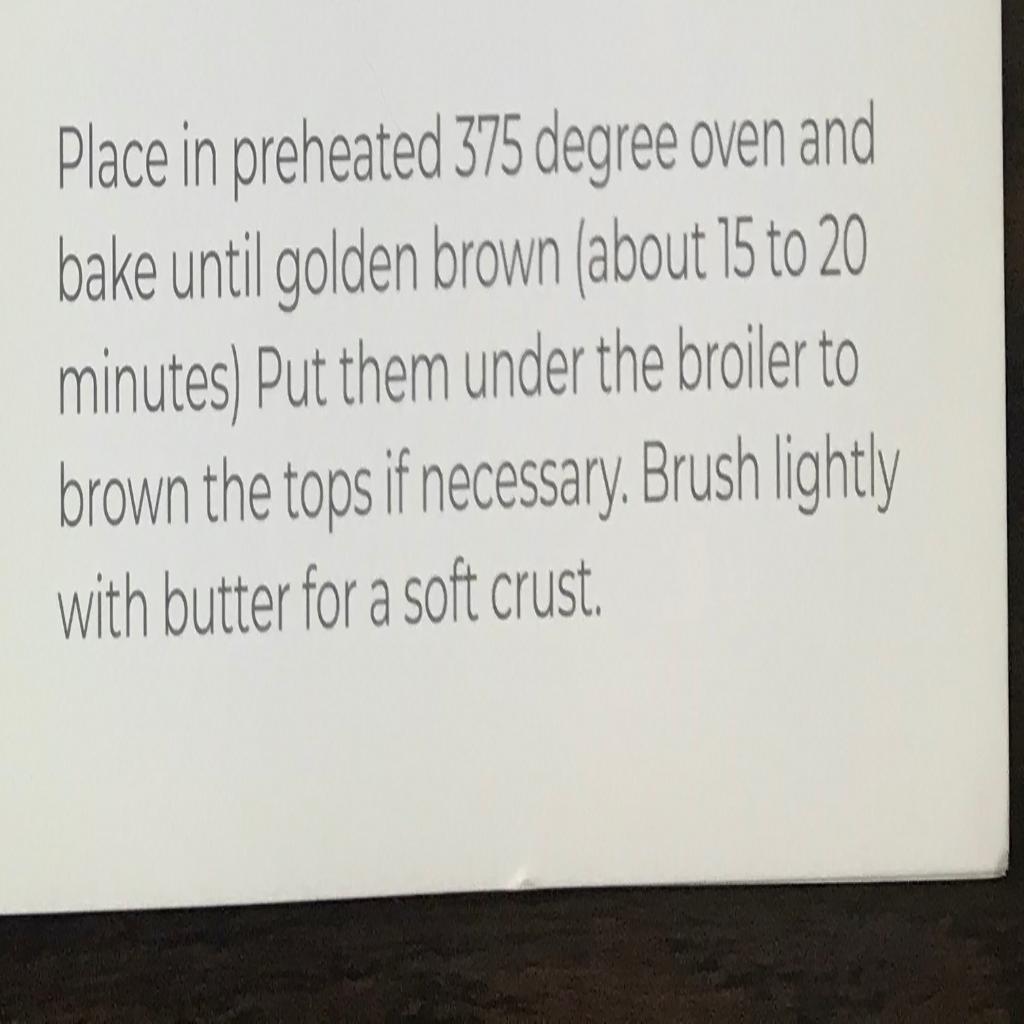 Place in preheated 375 degree oven and
bake until golden brown (about 15 to 20
minutes) Put them under the broiler to
brown the tops if necessary. Brush lightly
with butter for a soft crust.